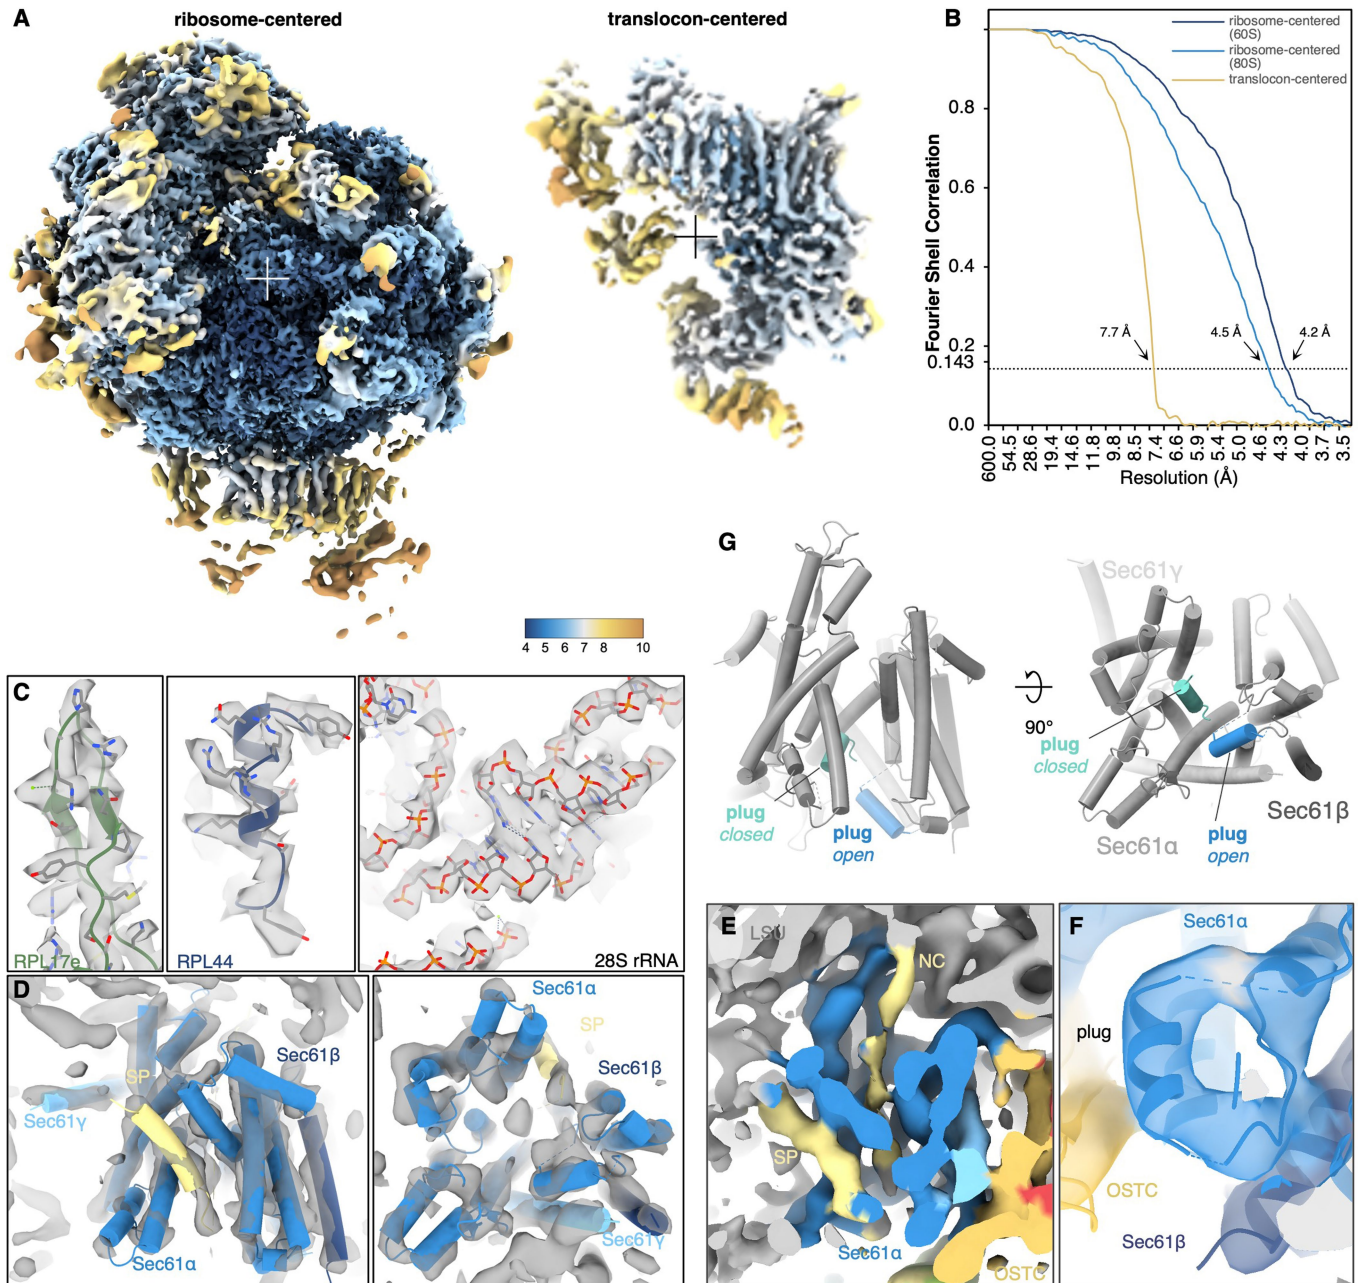 A
ribosome-centered
translocon-centered
4 5 6 7 8 10
B
Fourier Shell Correlation
0.8
0.6
0.4
0.2
0.143
0.0
ribosome-centered
(60S)
ribosome-centered
(80S)
translocon-centered
7.7 Å
4.5 Å
4.2 Å
600.0 54.5 28.6 19.4 14.6 11.8 9.8 8.5 7.4 6.6 5.9 5.4 5.0 4.6 4.3 4.0 3.7 3.5
Resolution (Å)
C
RPL17e
RPL44
28S rRNA
D
SP
Sec61β
Sec61γ
Sec61α
Sec61α
SP
Sec61β
Sec61γ
G
plug
closed
plug
open
90°
Sec61γ
plug
closed
Sec61α
plug
open
Sec61β
E
LSU
NC
SP
Sec61α
OSTC
F
Sec61α
plug
OSTC
Sec61β